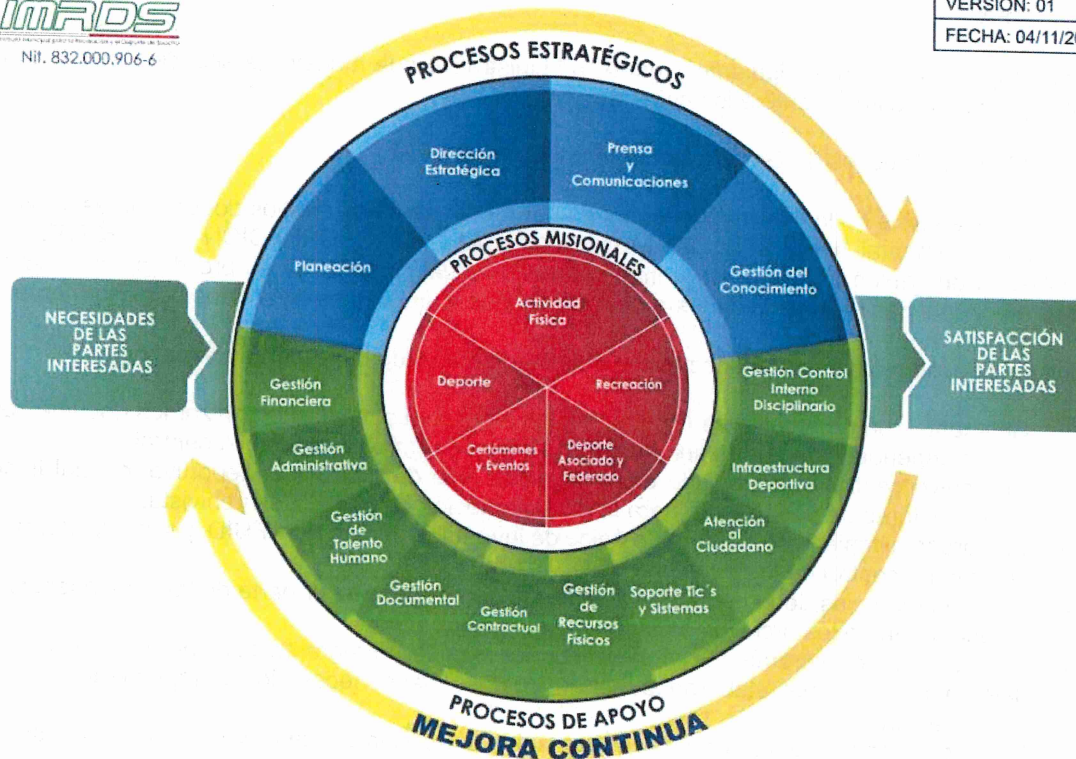 IMRDS
Nit. 832.000.906-6
VERSIÓN: 01
FECHA: 04/11/20
PROCESOS ESTRATÉGICOS
Dirección
Estratégica
Prensa
y
Comunicaciones
Planeación
Gestión del
Conocimiento
PROCESOS MISIONALES
Actividad
Física
Deporte
Recreación
Certámenes
y Eventos
Deporte
Asociado y
Federado
NECESIDADES
DE LAS
PARTES
INTERESADAS
SATISFACCIÓN
DE LAS
PARTES
INTERESADAS
Gestión
Financiera
Gestión
Administrativa
Gestión
de
Talento
Humano
Gestión
Documental
Gestión
Contractual
Gestión
de
Recursos
Físicos
Soporte Tic´s
y Sistemas
Atención
al
Ciudadano
Infraestructura
Deportiva
Gestión Control
Interno
Disciplinario
PROCESOS DE APOYO
MEJORA CONTINUA